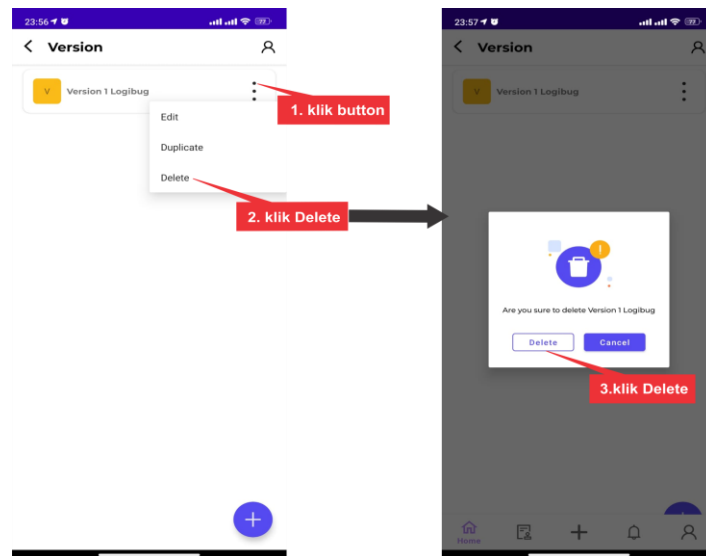 23:56
Version
V
Version 1 Logibug
1. klik button
Edit
Duplicate
Delete
2. klik Delete
23:57
Version
V
Version 1 Logibug
Are you sure to delete Version 1 Logibug
Delete
Cancel
3.klik Delete
Home